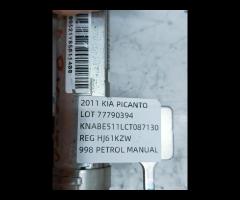 2011 KIA PICANTO
LOT 77790394
KNABE511LCT087130
REG HJ61KZW
998 PETROL MANUAL